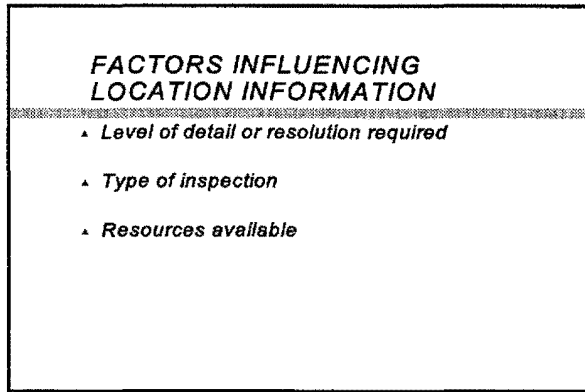 FACTORS INFLUENCING
LOCATION INFORMATION
▲ Level of detail or resolution required
▲ Type of inspection
▲ Resources available